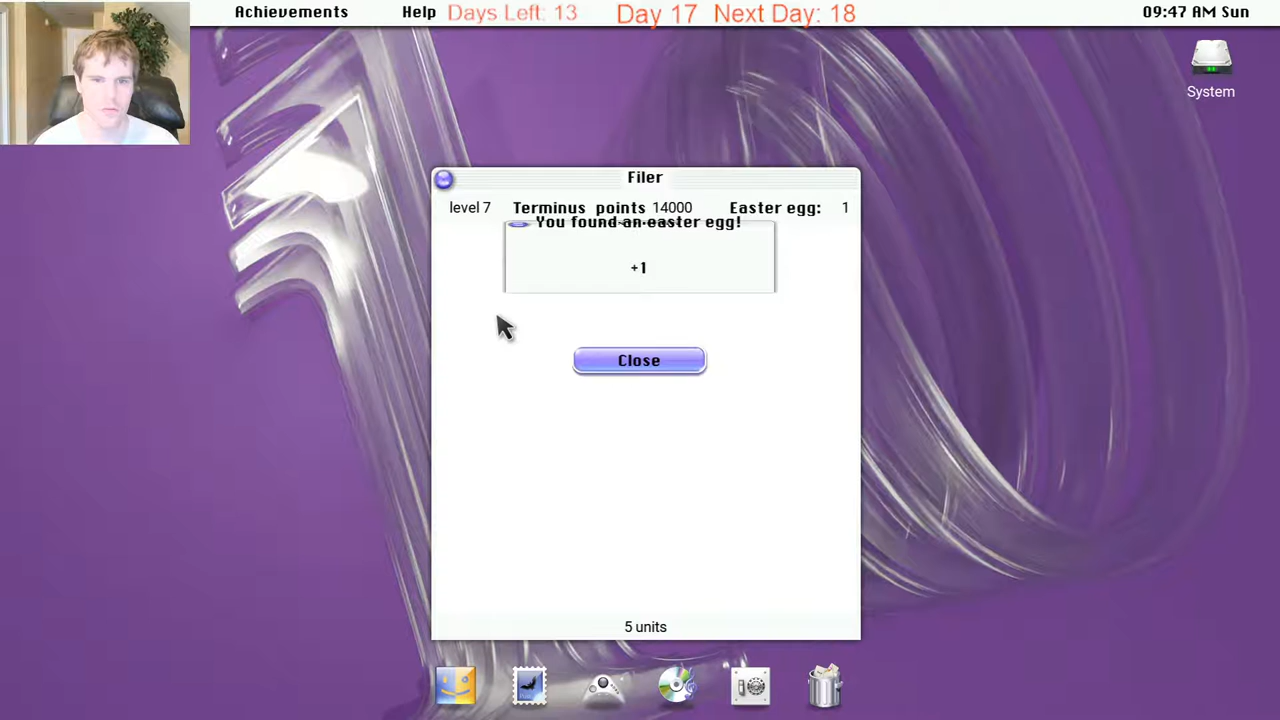 Achievements Help Days Left: 13 Day 17 Next Day: 18 09:47 AM Sun
System
Filer
level 7 Terminus points 14000 Easter egg: 1
You found an easter egg!
+1
Close
5 units